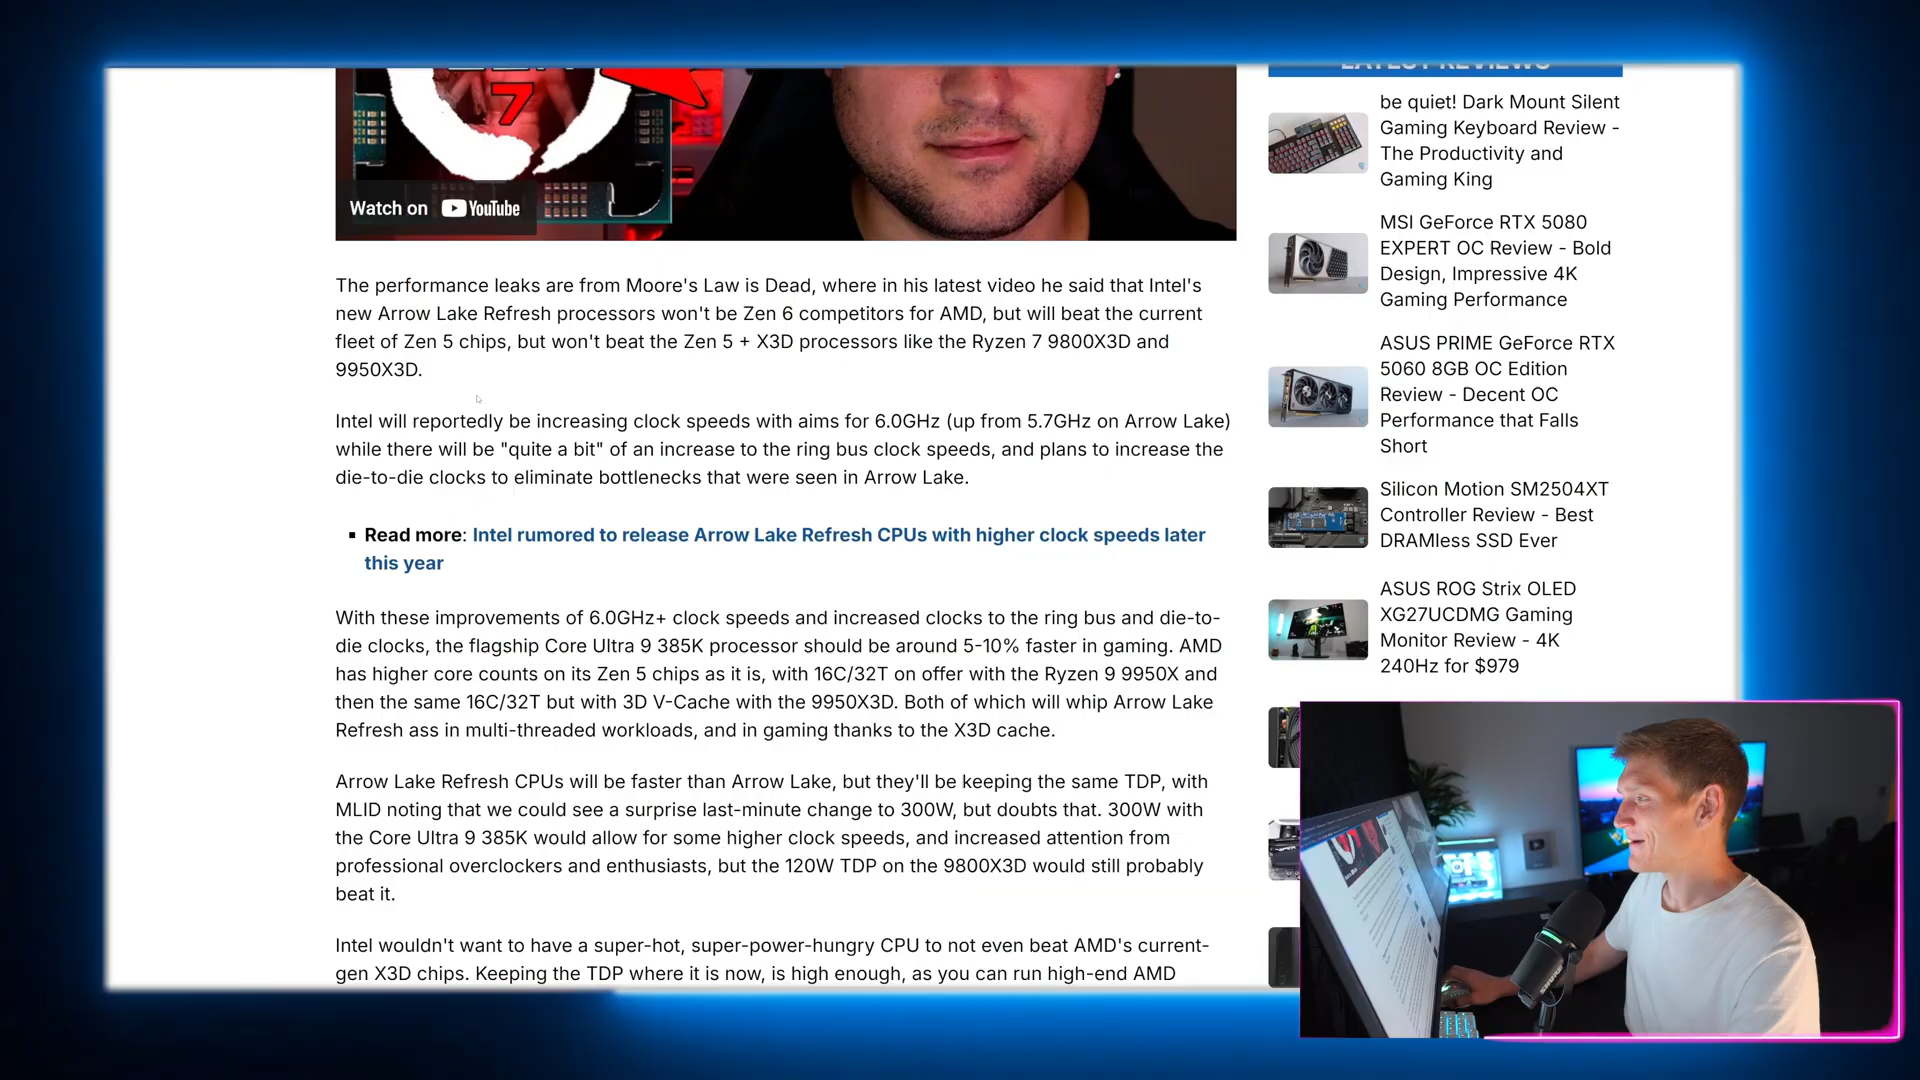 7
Watch on YouTube
The performance leaks are from Moore's Law is Dead, where in his latest video he said that Intel's
new Arrow Lake Refresh processors won't be Zen 6 competitors for AMD, but will beat the current
fleet of Zen 5 chips, but won't beat the Zen 5 + X3D processors like the Ryzen 7 9800X3D and
9950X3D.
Intel will reportedly be increasing clock speeds with aims for 6.0GHz (up from 5.7GHz on Arrow Lake)
while there will be "quite a bit" of an increase to the ring bus clock speeds, and plans to increase the
die-to-die clocks to eliminate bottlenecks that were seen in Arrow Lake.
▪ Read more: Intel rumored to release Arrow Lake Refresh CPUs with higher clock speeds later
this year
With these improvements of 6.0GHz+ clock speeds and increased clocks to the ring bus and die-to-
die clocks, the flagship Core Ultra 9 385K processor should be around 5-10% faster in gaming. AMD
has higher core counts on its Zen 5 chips as it is, with 16C/32T on offer with the Ryzen 9 9950X and
then the same 16C/32T but with 3D V-Cache with the 9950X3D. Both of which will whip Arrow Lake
Refresh ass in multi-threaded workloads, and in gaming thanks to the X3D cache.
Arrow Lake Refresh CPUs will be faster than Arrow Lake, but they'll be keeping the same TDP, with
MLID noting that we could see a surprise last-minute change to 300W, but doubts that. 300W with
the Core Ultra 9 385K would allow for some higher clock speeds, and increased attention from
professional overclockers and enthusiasts, but the 120W TDP on the 9800X3D would still probably
beat it.
Intel wouldn't want to have a super-hot, super-power-hungry CPU to not even beat AMD's current-
gen X3D chips. Keeping the TDP where it is now, is high enough, as you can run high-end AMD
LATEST REVIEWS
be quiet! Dark Mount Silent
Gaming Keyboard Review -
The Productivity and
Gaming King
MSI GeForce RTX 5080
EXPERT OC Review - Bold
Design, Impressive 4K
Gaming Performance
ASUS PRIME GeForce RTX
5060 8GB OC Edition
Review - Decent OC
Performance that Falls
Short
Silicon Motion SM2504XT
Controller Review - Best
DRAMless SSD Ever
ASUS ROG Strix OLED
XG27UCDMG Gaming
Monitor Review - 4K
240Hz for $979